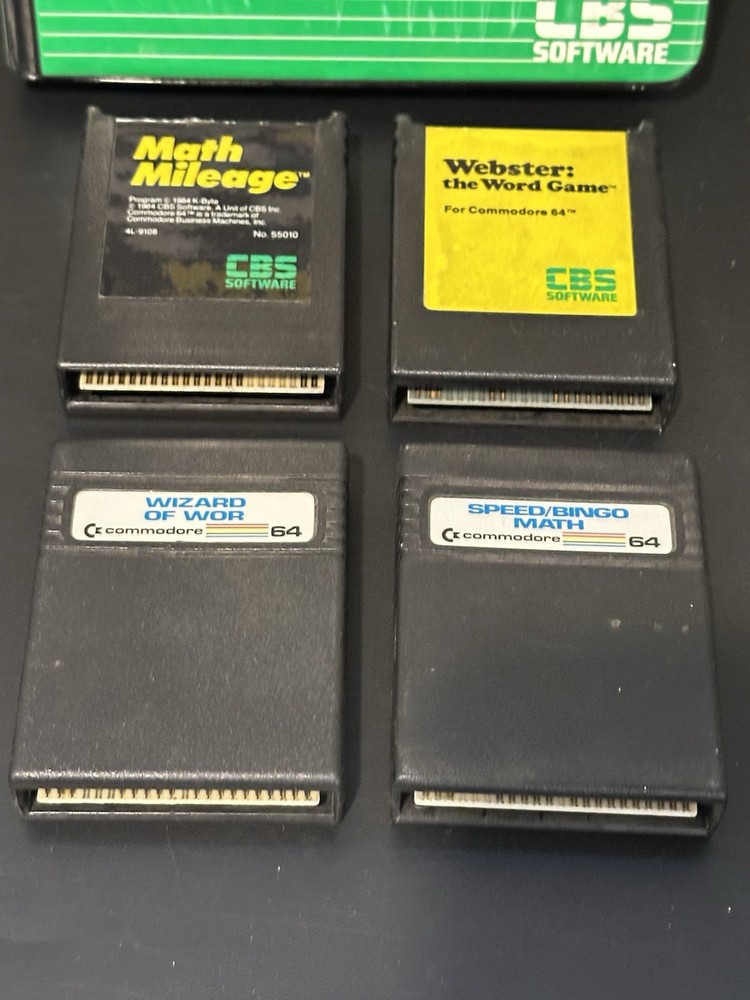 CBS
SOFTWARE
Math
Mileage™
Program © 1984 K-Byte
© 1984 CBS Software, A Unit of CBS Inc.
Commodore 64™ is a trademark of
Commodore Business Machines, Inc.
4L-9108 No. 55010
CBS
SOFTWARE
Webster:
the Word Game™
For Commodore 64™
CBS
SOFTWARE
WIZARD
OF WOR
commodore 64
SPEED/BINGO
MATH
commodore 64